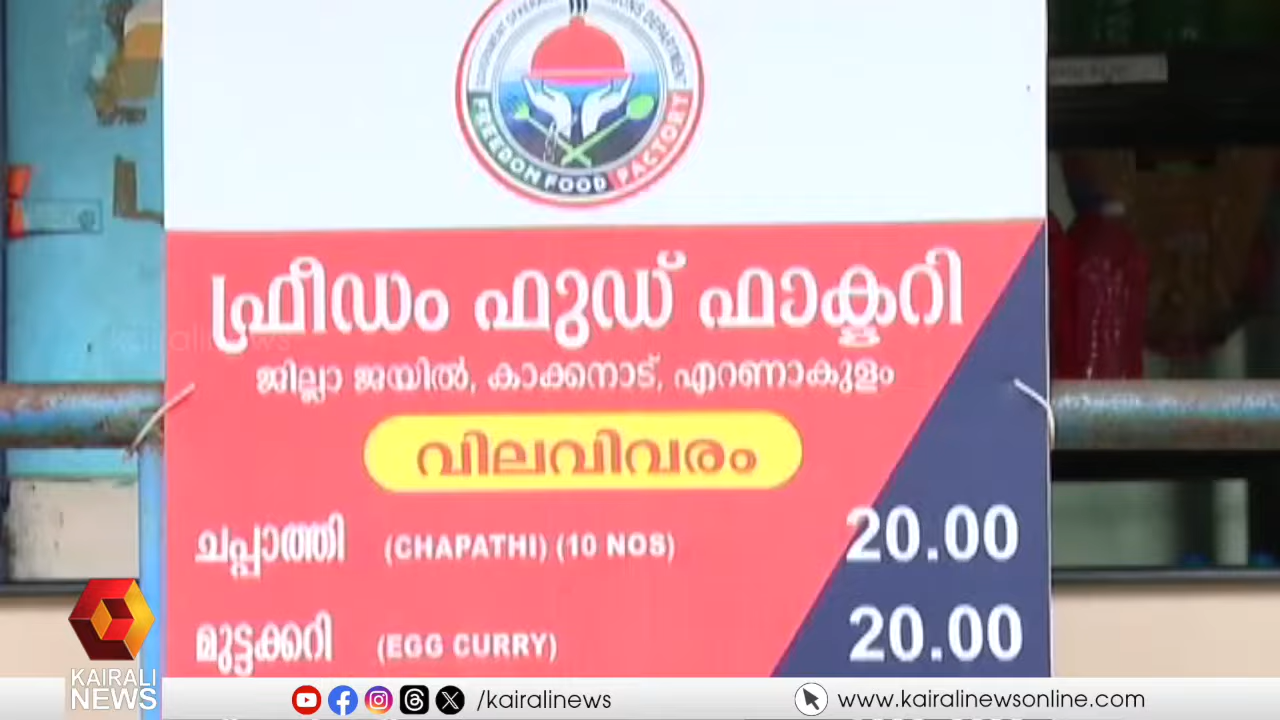 FREEDOM FOOD FACTORY
ഫ്രീഡം ഫുഡ് ഫാക്ടറി
kairalinews
ജില്ലാ ജയിൽ, കാക്കനാട്, എറണാകുളം
വിലവിവരം
ചപ്പാത്തി (CHAPATHI) (10 NOS) 20.00
മുട്ടക്കറി (EGG CURRY) 20.00
KAIRALI
NEWS
/kairalinews
www.kairalinewsonline.com